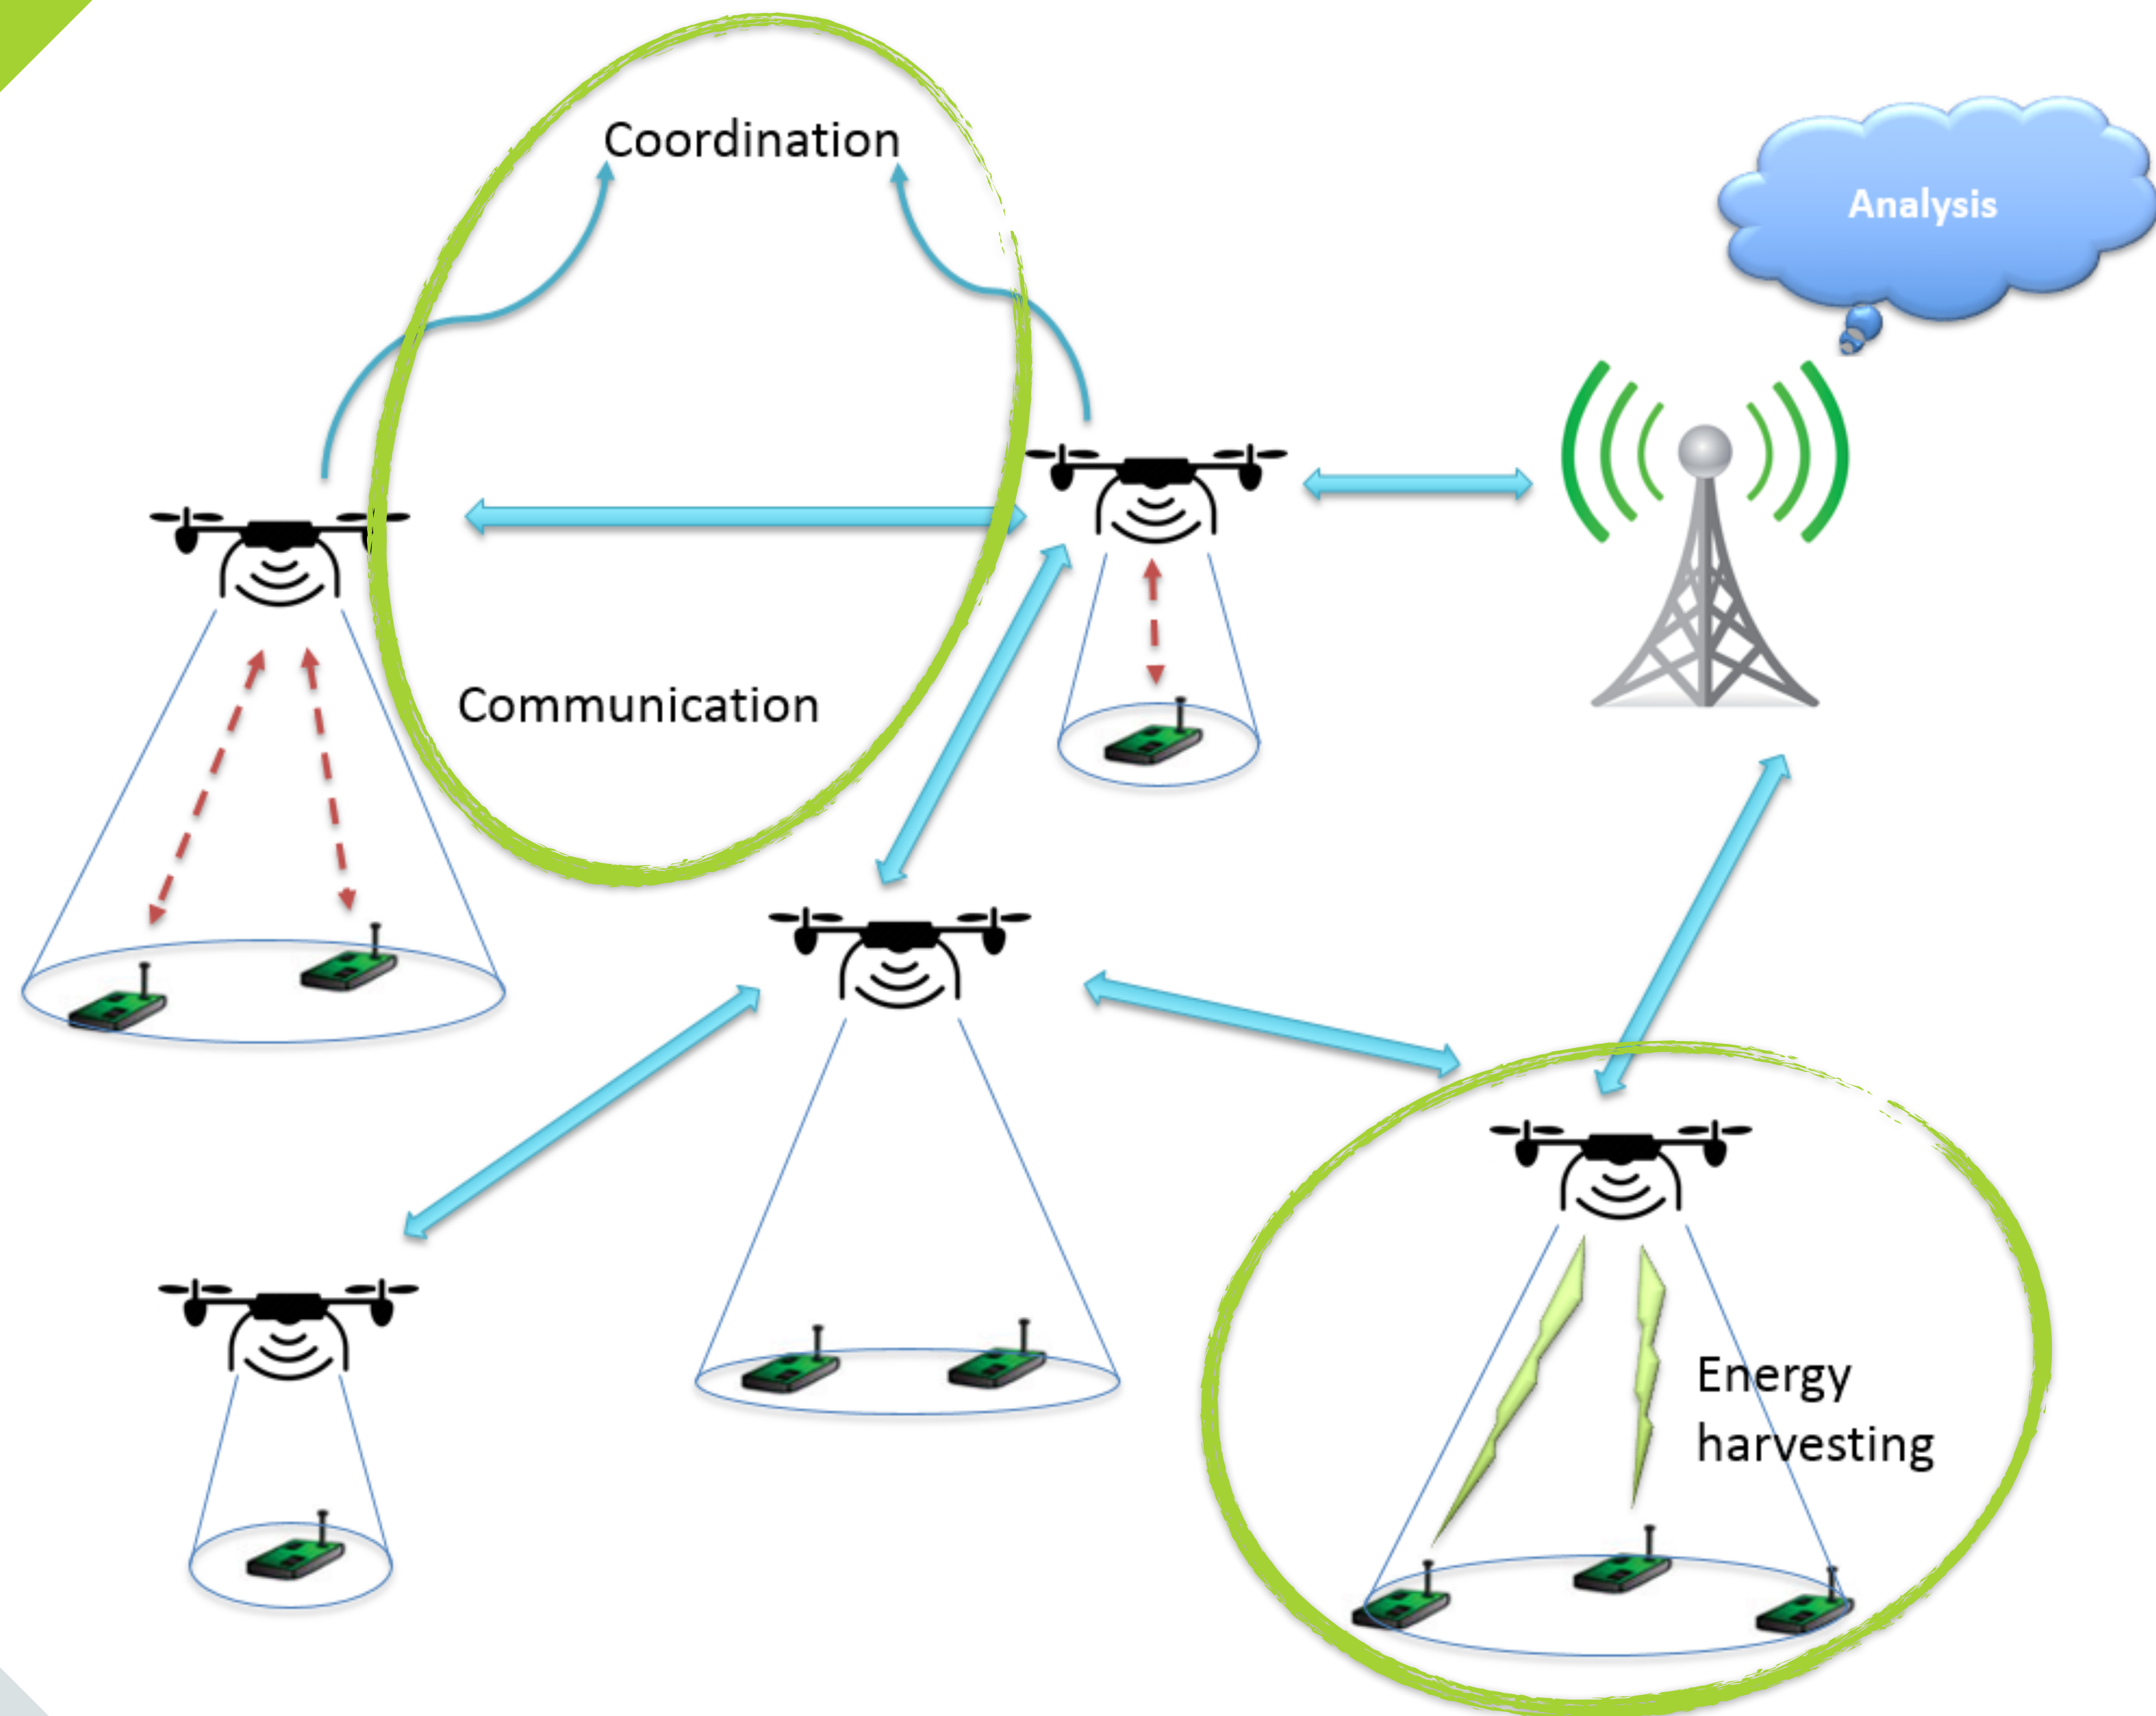 Coordination
Analysis
Communication
Energy
harvesting